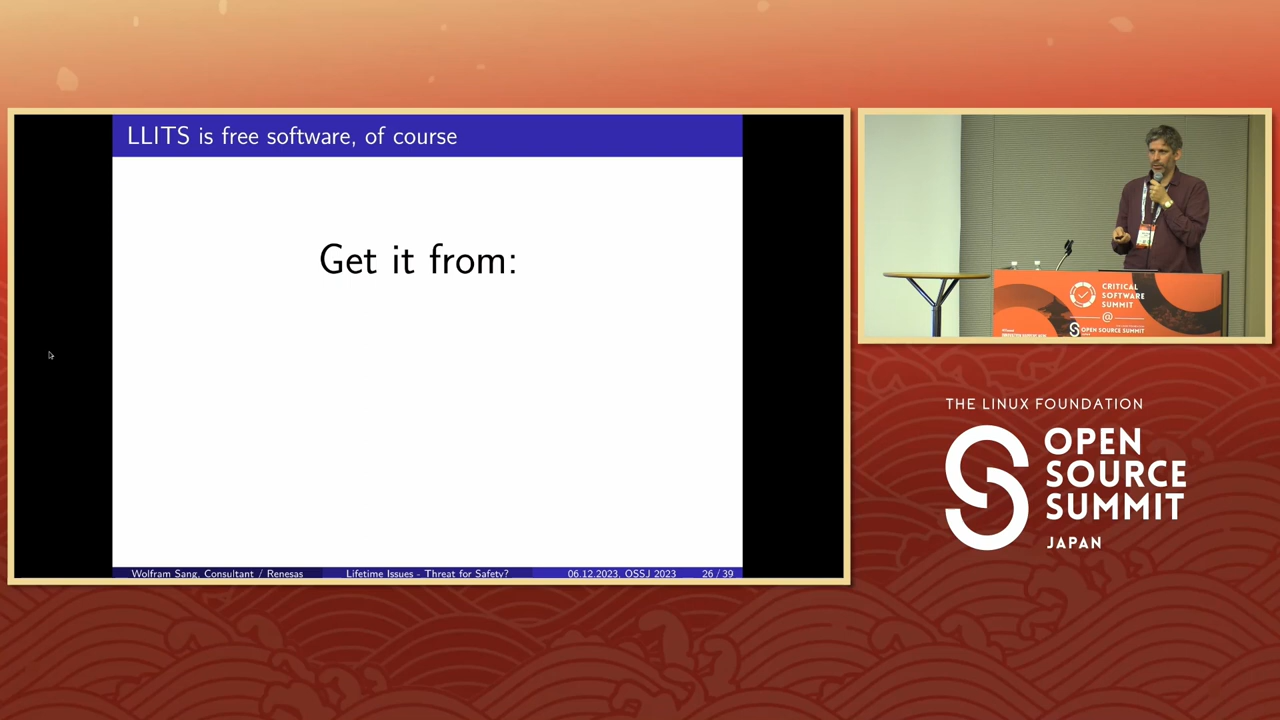 LLITS is free software, of course
Get it from:
Wolfram Sang, Consultant / Renesas
Lifetime Issues - Threat for Safety?
06.12.2023, OSSJ 2023
26 / 39
CRITICAL
SOFTWARE
SUMMIT
@
OPEN SOURCE SUMMIT
THE LINUX FOUNDATION
OPEN
SOURCE
SUMMIT
JAPAN